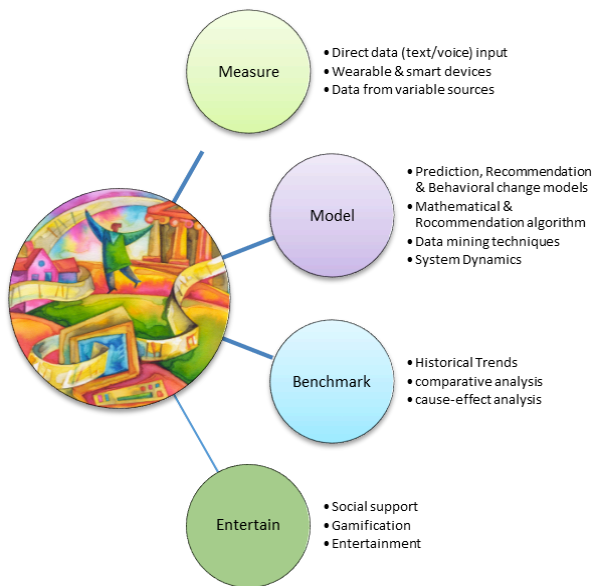 Measure
• Direct data (text/voice) input
• Wearable & smart devices
• Data from variable sources
Model
• Prediction, Recommendation
& Behavioral change models
• Mathematical &
Rocommendation algorithm
• Data mining techniques
• System Dynamics
Benchmark
• Historical Trends
• comparative analysis
• cause-effect analysis
Entertain
• Social support
• Gamification
• Entertainment